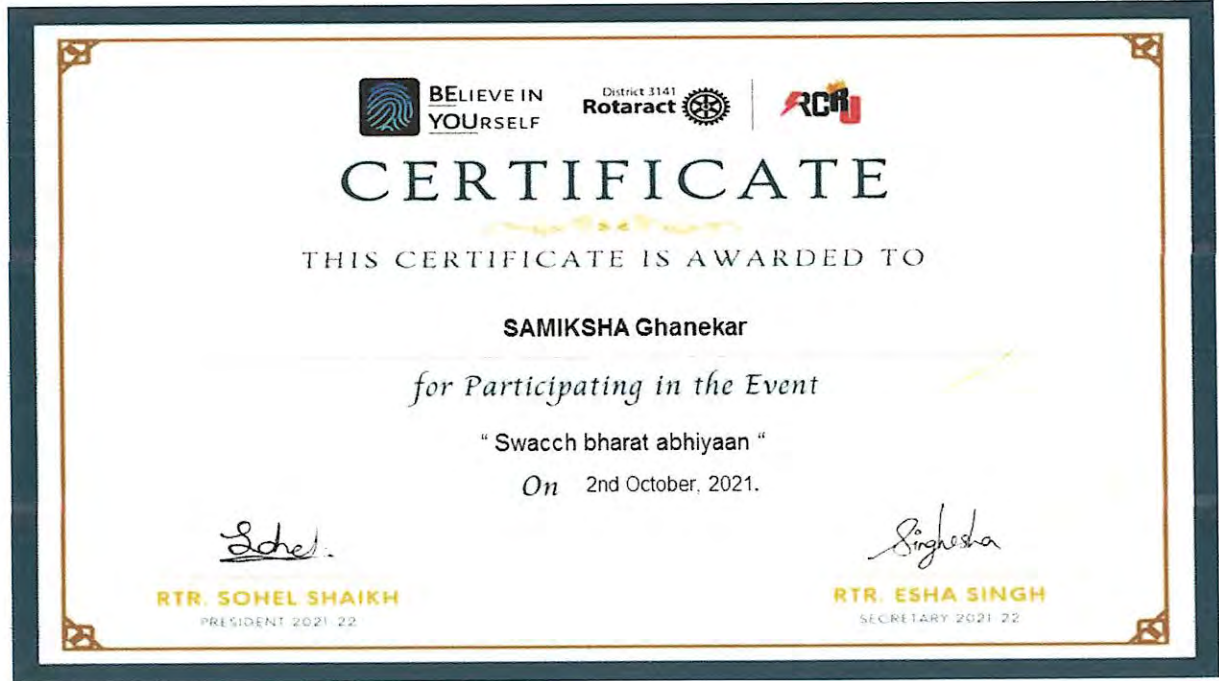 BELIEVE IN
YOURSELF
District 3141
Rotaract
RCRJ
CERTIFICATE
THIS CERTIFICATE IS AWARDED TO
SAMIKSHA Ghanekar
for Participating in the Event
“ Swacch bharat abhiyaan “
On 2nd October, 2021.
Sohel.
Singhesha
RTR. SOHEL SHAIKH
PRESIDENT 2021-22
RTR. ESHA SINGH
SECRETARY 2021-22